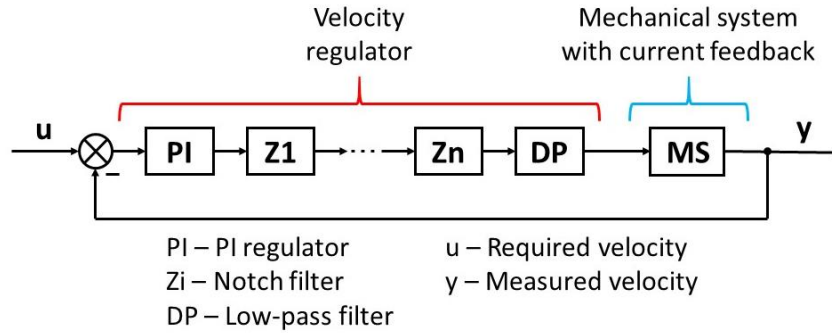 Velocity
regulator
Mechanical system
with current feedback
u
PI
Z1
Zn
DP
MS
y
PI – PI regulator
Zi – Notch filter
DP – Low-pass filter
u – Required velocity
y – Measured velocity